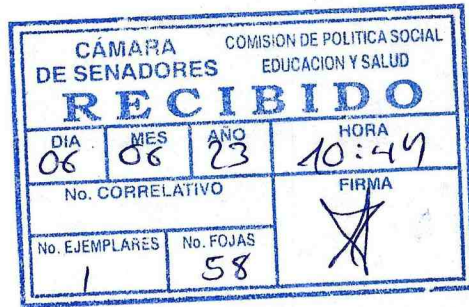 CÁMARA DE SENADORES
COMISION DE POLITICA SOCIAL
EDUCACION Y SALUD
RECIBIDO
DIA MES AÑO HORA
06 06 23 10:44
No. CORRELATIVO FIRMA
No. EJEMPLARES No. FOJAS
1 58